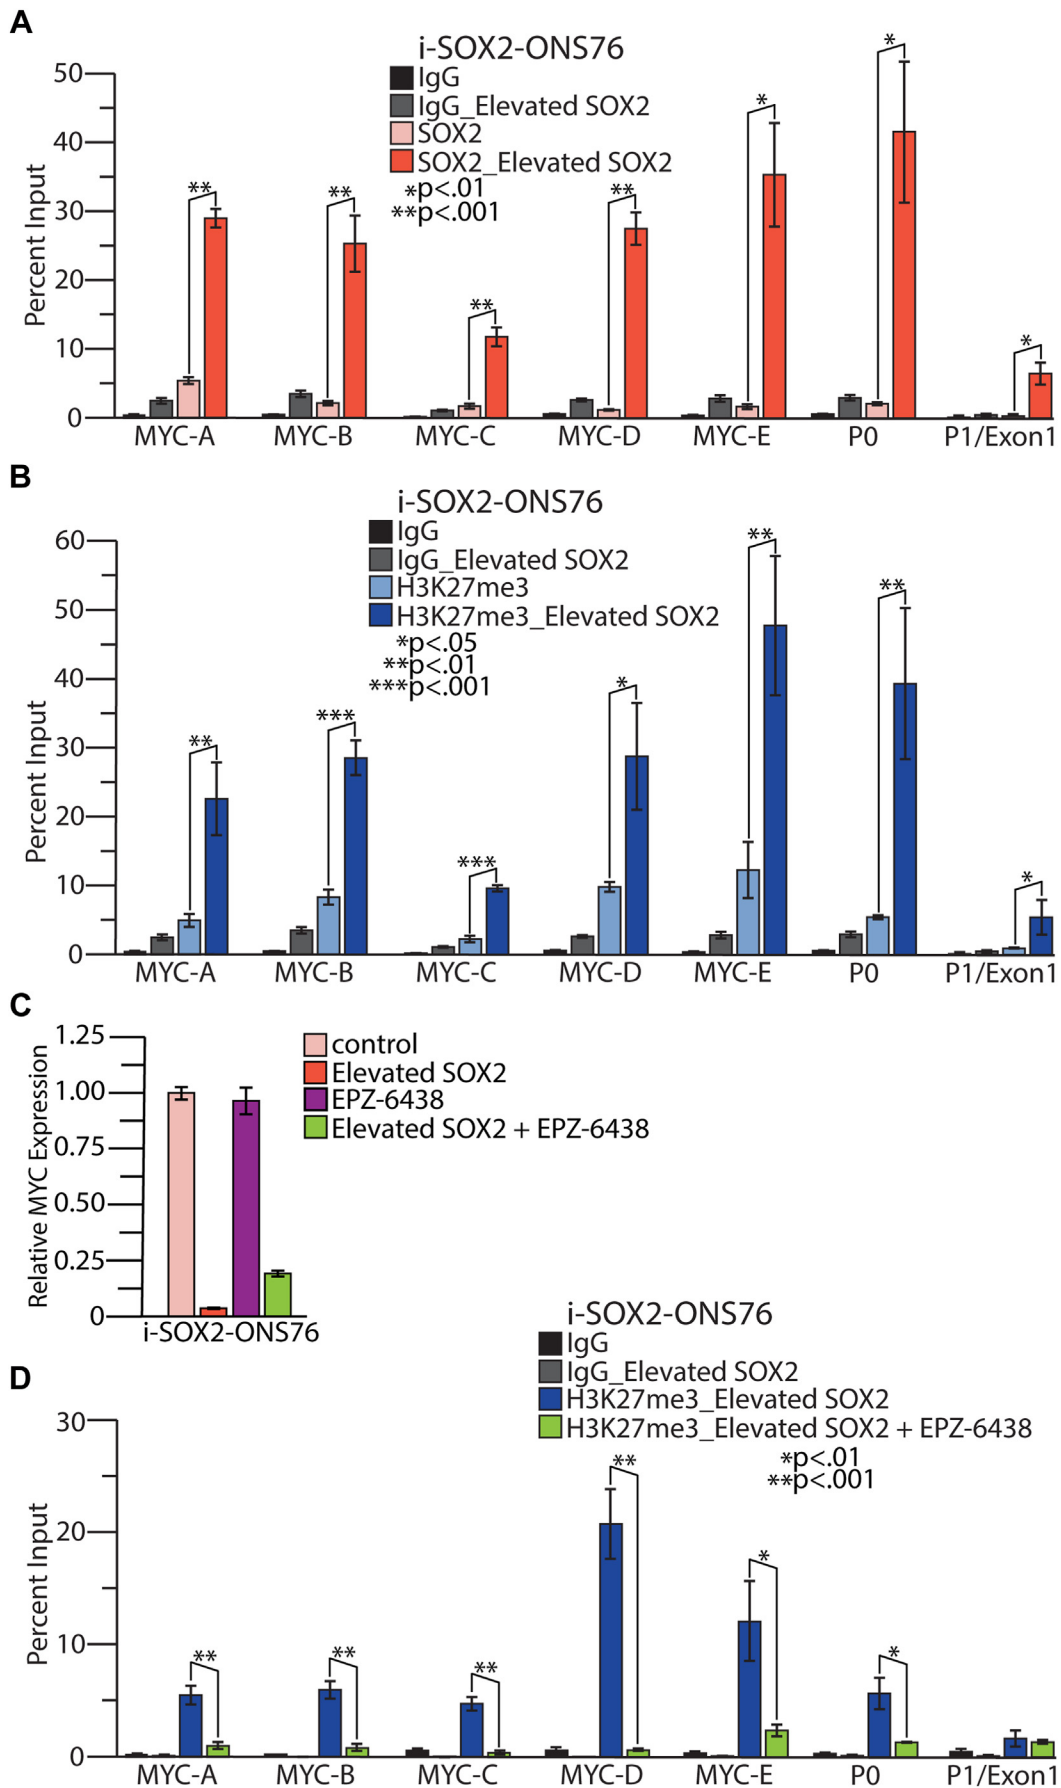 A
i-SOX2-ONS76
IgG
IgG_Elevated SOX2
SOX2
SOX2_Elevated SOX2
*p<.01
**p<.001
Percent Input
50
40
30
20
10
0
** ** ** ** * * *
MYC-A MYC-B MYC-C MYC-D MYC-E P0 P1/Exon1
B
i-SOX2-ONS76
IgG
IgG_Elevated SOX2
H3K27me3
H3K27me3_Elevated SOX2
*p<.05
**p<.01
***p<.001
Percent Input
60
50
40
30
20
10
0
** *** *** * ** ** *
MYC-A MYC-B MYC-C MYC-D MYC-E P0 P1/Exon1
C
Relative MYC Expression
1.25
1.00
0.75
0.50
0.25
0
control
Elevated SOX2
EPZ-6438
Elevated SOX2 + EPZ-6438
i-SOX2-ONS76
D
i-SOX2-ONS76
IgG
IgG_Elevated SOX2
H3K27me3_Elevated SOX2
H3K27me3_Elevated SOX2 + EPZ-6438
*p<.01
**p<.001
Percent Input
30
20
10
0
** ** ** ** * *
MYC-A MYC-B MYC-C MYC-D MYC-E P0 P1/Exon1